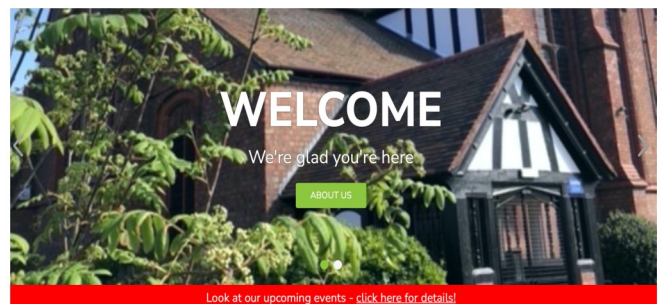 WELCOME
We're glad you're here
ABOUT US
Look at our upcoming events - click here for details!